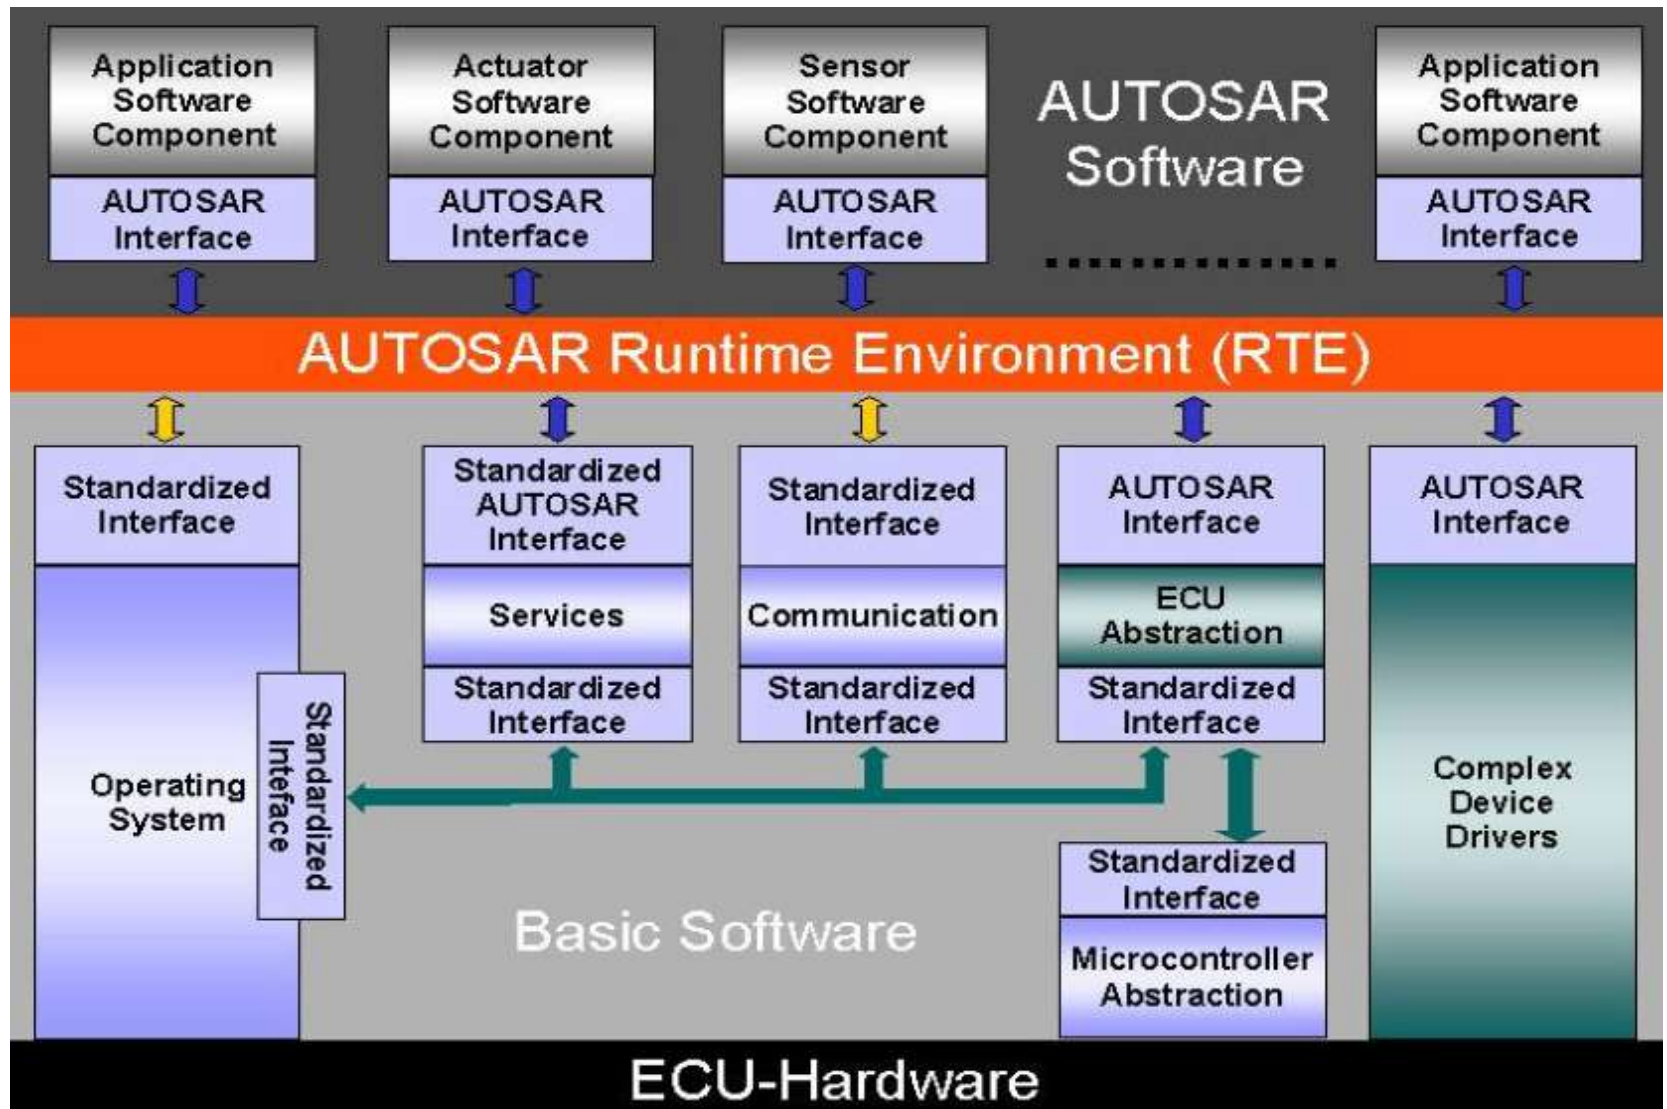 Application
Software
Component
AUTOSAR
Interface
Actuator
Software
Component
AUTOSAR
Interface
Sensor
Software
Component
AUTOSAR
Interface
AUTOSAR
Software
Application
Software
Component
AUTOSAR
Interface
AUTOSAR Runtime Environment (RTE)
Standardized
Interface
Operating
System
Standardized
Inteface
Standardized
AUTOSAR
Interface
Services
Standardized
Interface
Standardized
Interface
Communication
Standardized
Interface
AUTOSAR
Interface
ECU
Abstraction
Standardized
Interface
Standardized
Interface
Microcontroller
Abstraction
AUTOSAR
Interface
Complex
Device
Drivers
Basic Software
ECU-Hardware